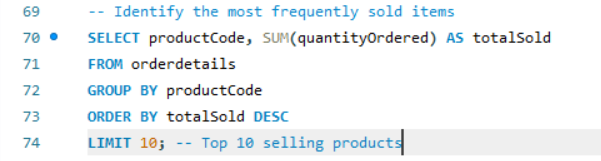 69 -- Identify the most frequently sold items
70 SELECT productCode, SUM(quantityOrdered) AS totalSold
71 FROM orderdetails
72 GROUP BY productCode
73 ORDER BY totalSold DESC
74 LIMIT 10; -- Top 10 selling products